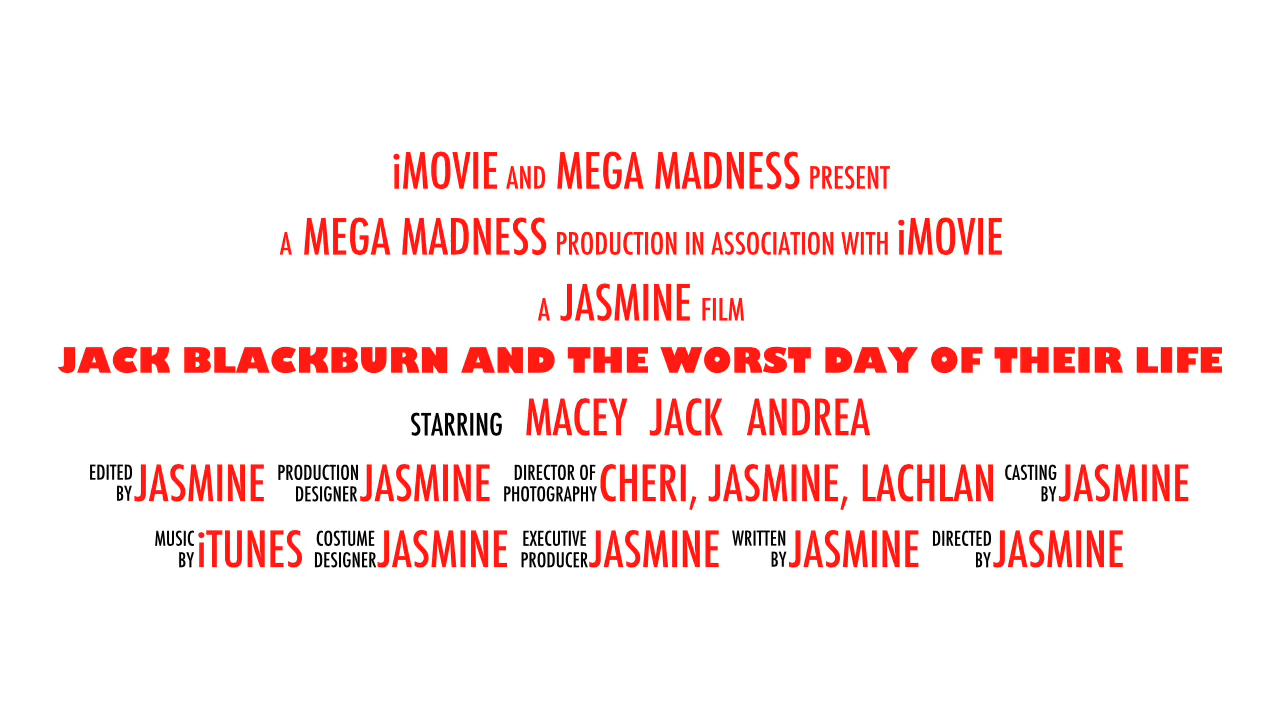 iMOVIE AND MEGA MADNESS PRESENT
A MEGA MADNESS PRODUCTION IN ASSOCIATION WITH iMOVIE
A JASMINE FILM
JACK BLACKBURN AND THE WORST DAY OF THEIR LIFE
STARRING MACEY JACK ANDREA
EDITED BY JASMINE PRODUCTION DESIGNER JASMINE DIRECTOR OF PHOTOGRAPHY CHERI, JASMINE, LACHLAN CASTING BY JASMINE
MUSIC BY iTUNES COSTUME DESIGNER JASMINE EXECUTIVE PRODUCER JASMINE WRITTEN BY JASMINE DIRECTED BY JASMINE